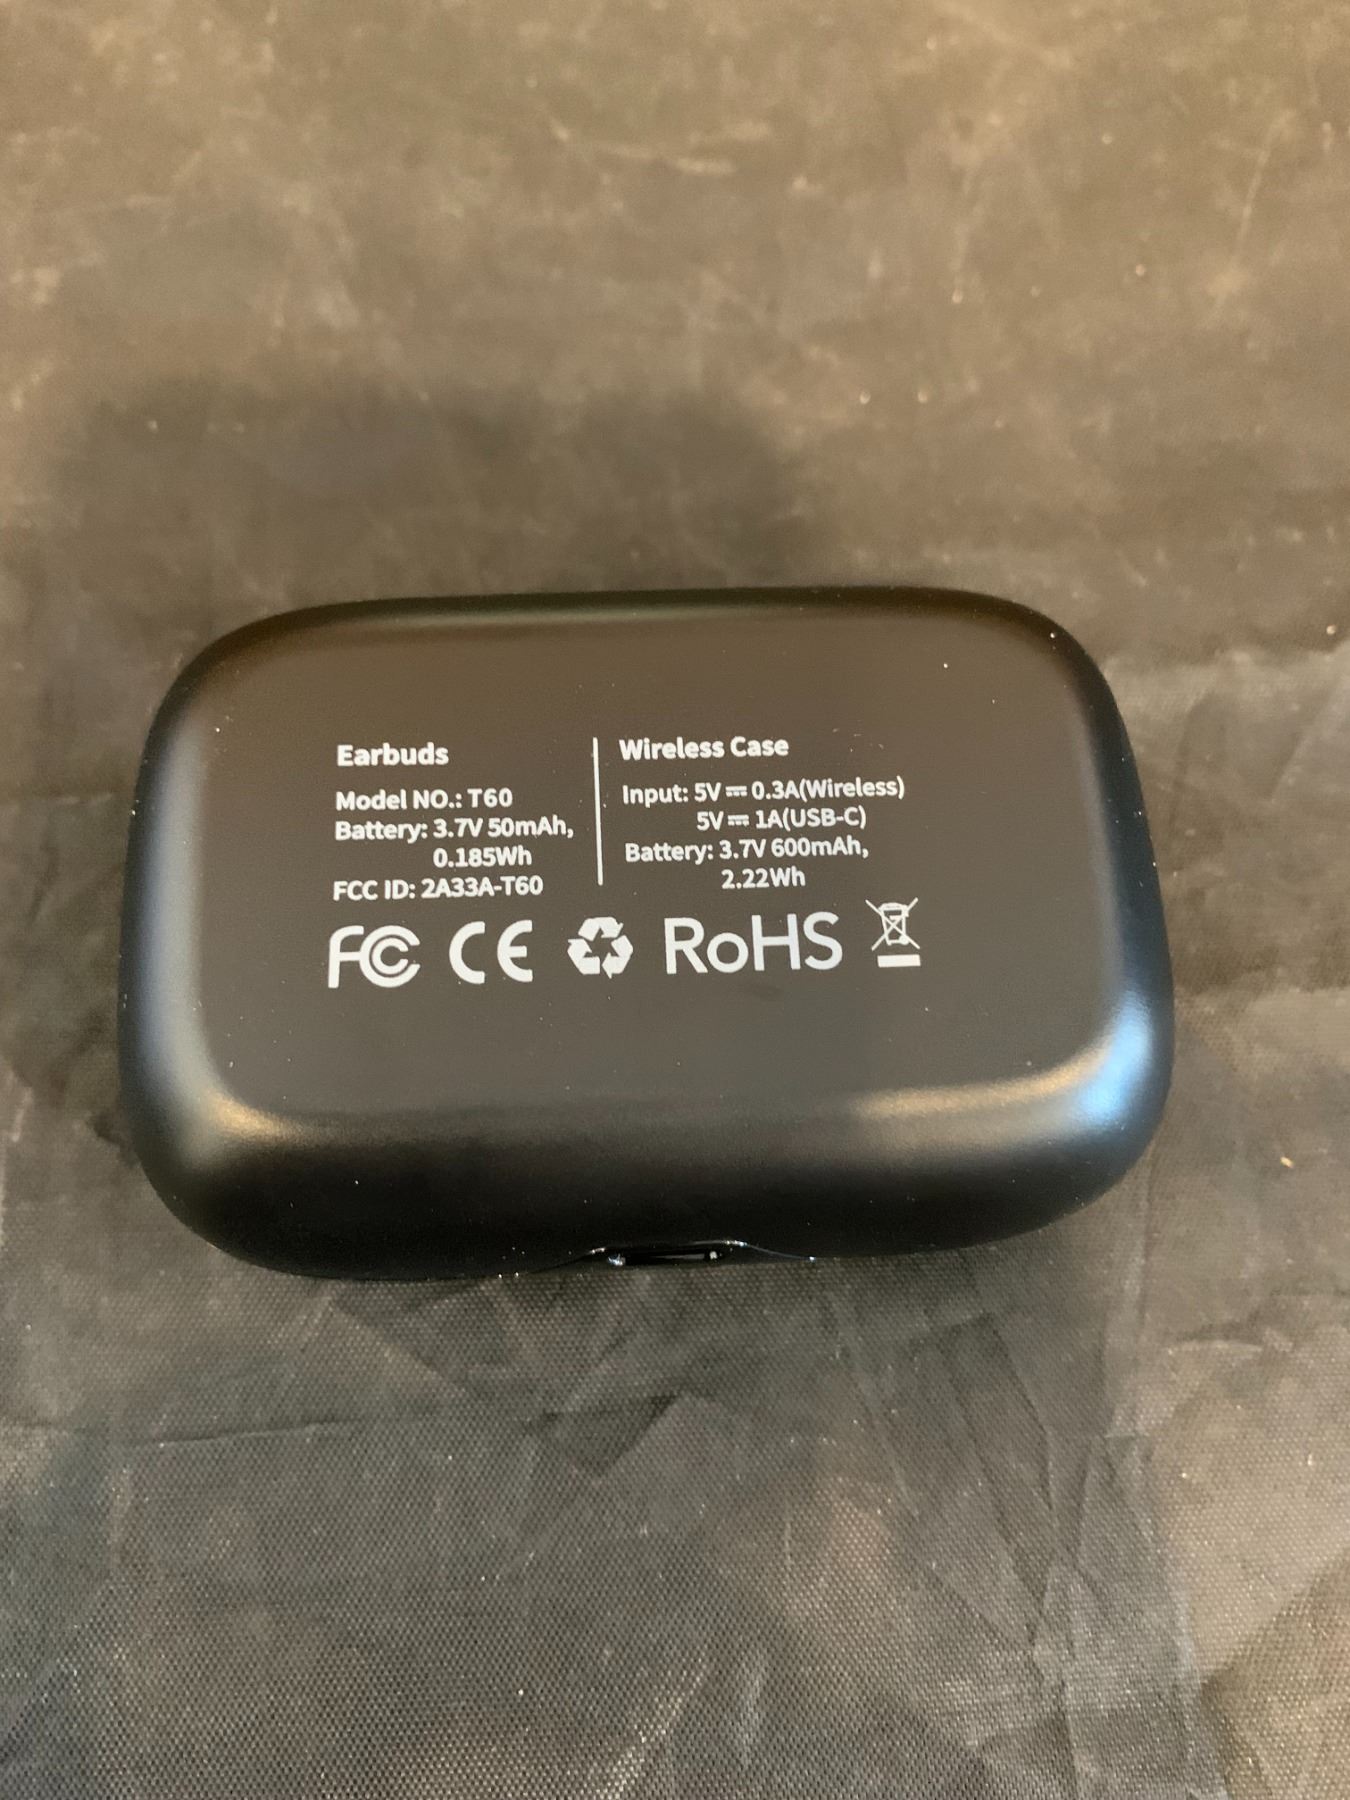 Earbuds
Model NO.: T60
Battery: 3.7V 50mAh,
0.185Wh
FCC ID: 2A33A-T60
Wireless Case
Input: 5V⎓0.3A(Wireless)
5V⎓1A(USB-C)
Battery: 3.7V 600mAh,
2.22Wh
FC CE RoHS